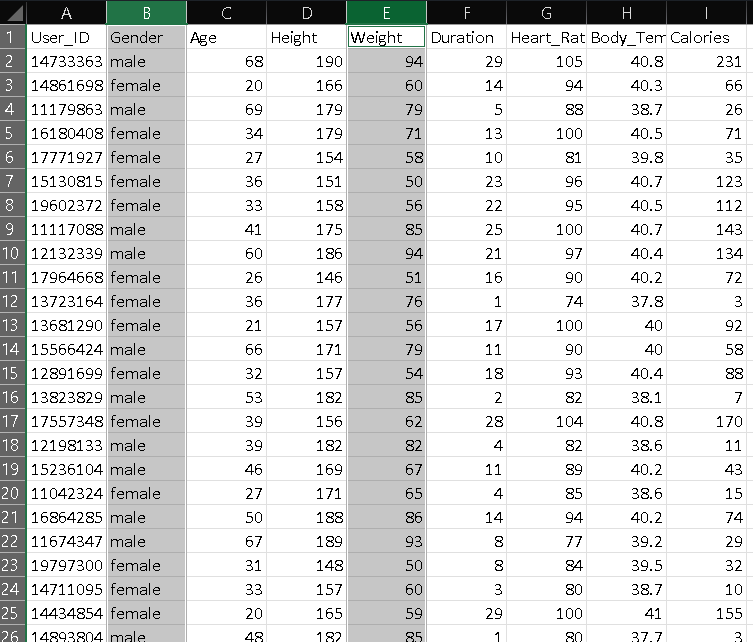 A B C D E F G H I
1 User_ID Gender Age Height Weight Duration Heart_Rat Body_Tem Calories
2 14733363 male 68 190 94 29 105 40.8 231
3 14861698 female 20 166 60 14 94 40.3 66
4 11179863 male 69 179 79 5 88 38.7 26
5 16180408 female 34 179 71 13 100 40.5 71
6 17771927 female 27 154 58 10 81 39.8 35
7 15130815 female 36 151 50 23 96 40.7 123
8 19602372 female 33 158 56 22 95 40.5 112
9 11117088 male 41 175 85 25 100 40.7 143
10 12132339 male 60 186 94 21 97 40.4 134
11 17964668 female 26 146 51 16 90 40.2 72
12 13723164 female 36 177 76 1 74 37.8 3
13 13681290 female 21 157 56 17 100 40 92
14 15566424 male 66 171 79 11 90 40 58
15 12891699 female 32 157 54 18 93 40.4 88
16 13823829 male 53 182 85 2 82 38.1 7
17 17557348 female 39 156 62 28 104 40.8 170
18 12198133 male 39 182 82 4 82 38.6 11
19 15236104 male 46 169 67 11 89 40.2 43
20 11042324 female 27 171 65 4 85 38.6 15
21 16864285 male 50 188 86 14 94 40.2 74
22 11674347 male 67 189 93 8 77 39.2 29
23 19797300 female 31 148 50 8 84 39.5 32
24 14711095 female 33 157 60 3 80 38.7 10
25 14434854 female 20 165 59 29 100 41 155
26 14893804 male 48 182 85 1 80 37.7 3